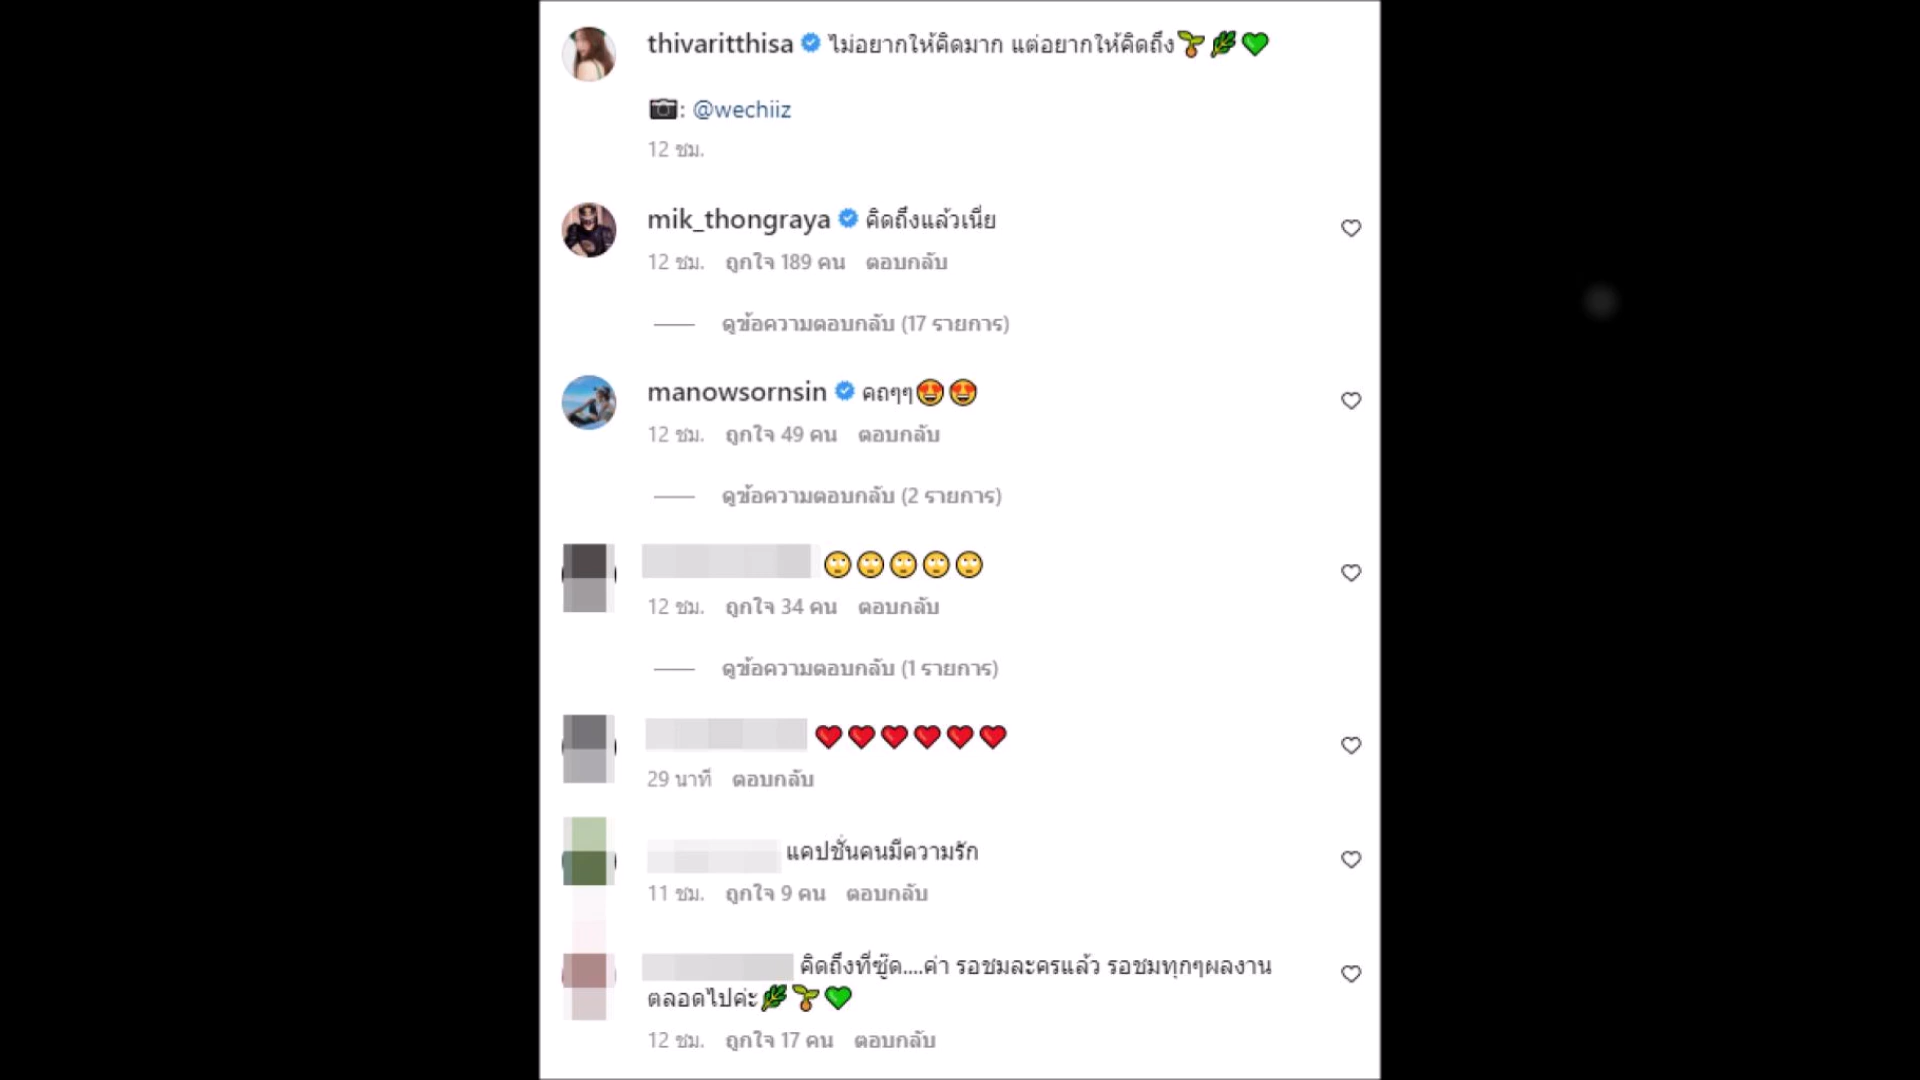 thivaritthisa ไม่อยากให้คิดมาก แต่อยากให้คิดถึง🌱🌿💚
📷: @wechiiz
12 ชม.
mik_thongraya คิดถึงแล้วเนี่ย
12 ชม. ถูกใจ 189 คน ตอบกลับ
ดูข้อความตอบกลับ (17 รายการ)
manowsornsin คถๆๆ😍😍
12 ชม. ถูกใจ 49 คน ตอบกลับ
ดูข้อความตอบกลับ (2 รายการ)
🙄🙄🙄🙄🙄
12 ชม. ถูกใจ 34 คน ตอบกลับ
ดูข้อความตอบกลับ (1 รายการ)
❤️❤️❤️❤️❤️❤️
29 นาที ตอบกลับ
แคปชั่นคนมีความรัก
11 ชม. ถูกใจ 9 คน ตอบกลับ
คิดถึงที่ซู๊ด....ค่า รอชมละครแล้ว รอชมทุกๆผลงาน
ตลอดไปค่ะ🌿🌱💚
12 ชม. ถูกใจ 17 คน ตอบกลับ